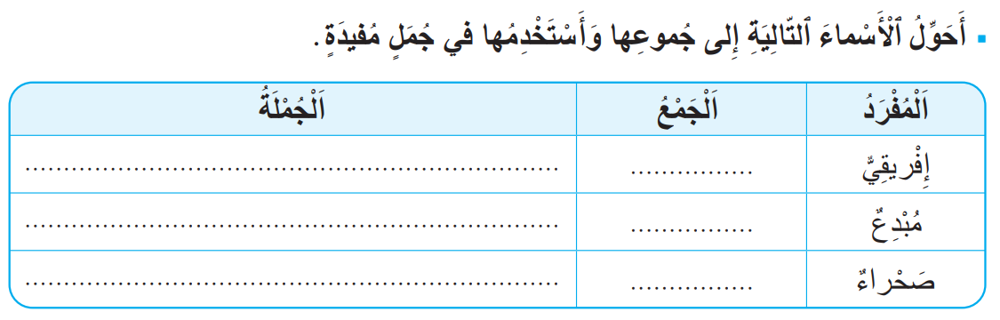 ▪ أَحَوِّلُ ٱلْأَسْماءَ ٱلتّالِيَةِ إِلى جُموعِها وَأَسْتَخْدِمُها في جُمَلٍ مُفيدَةٍ.
اَلْمُفْرَدُ اَلْجَمْعُ اَلْجُمْلَةُ
إِفْريقِيٌّ ................ ......................................................................
مُبْدِعٌ ................ ......................................................................
صَحْراءٌ ................ ......................................................................